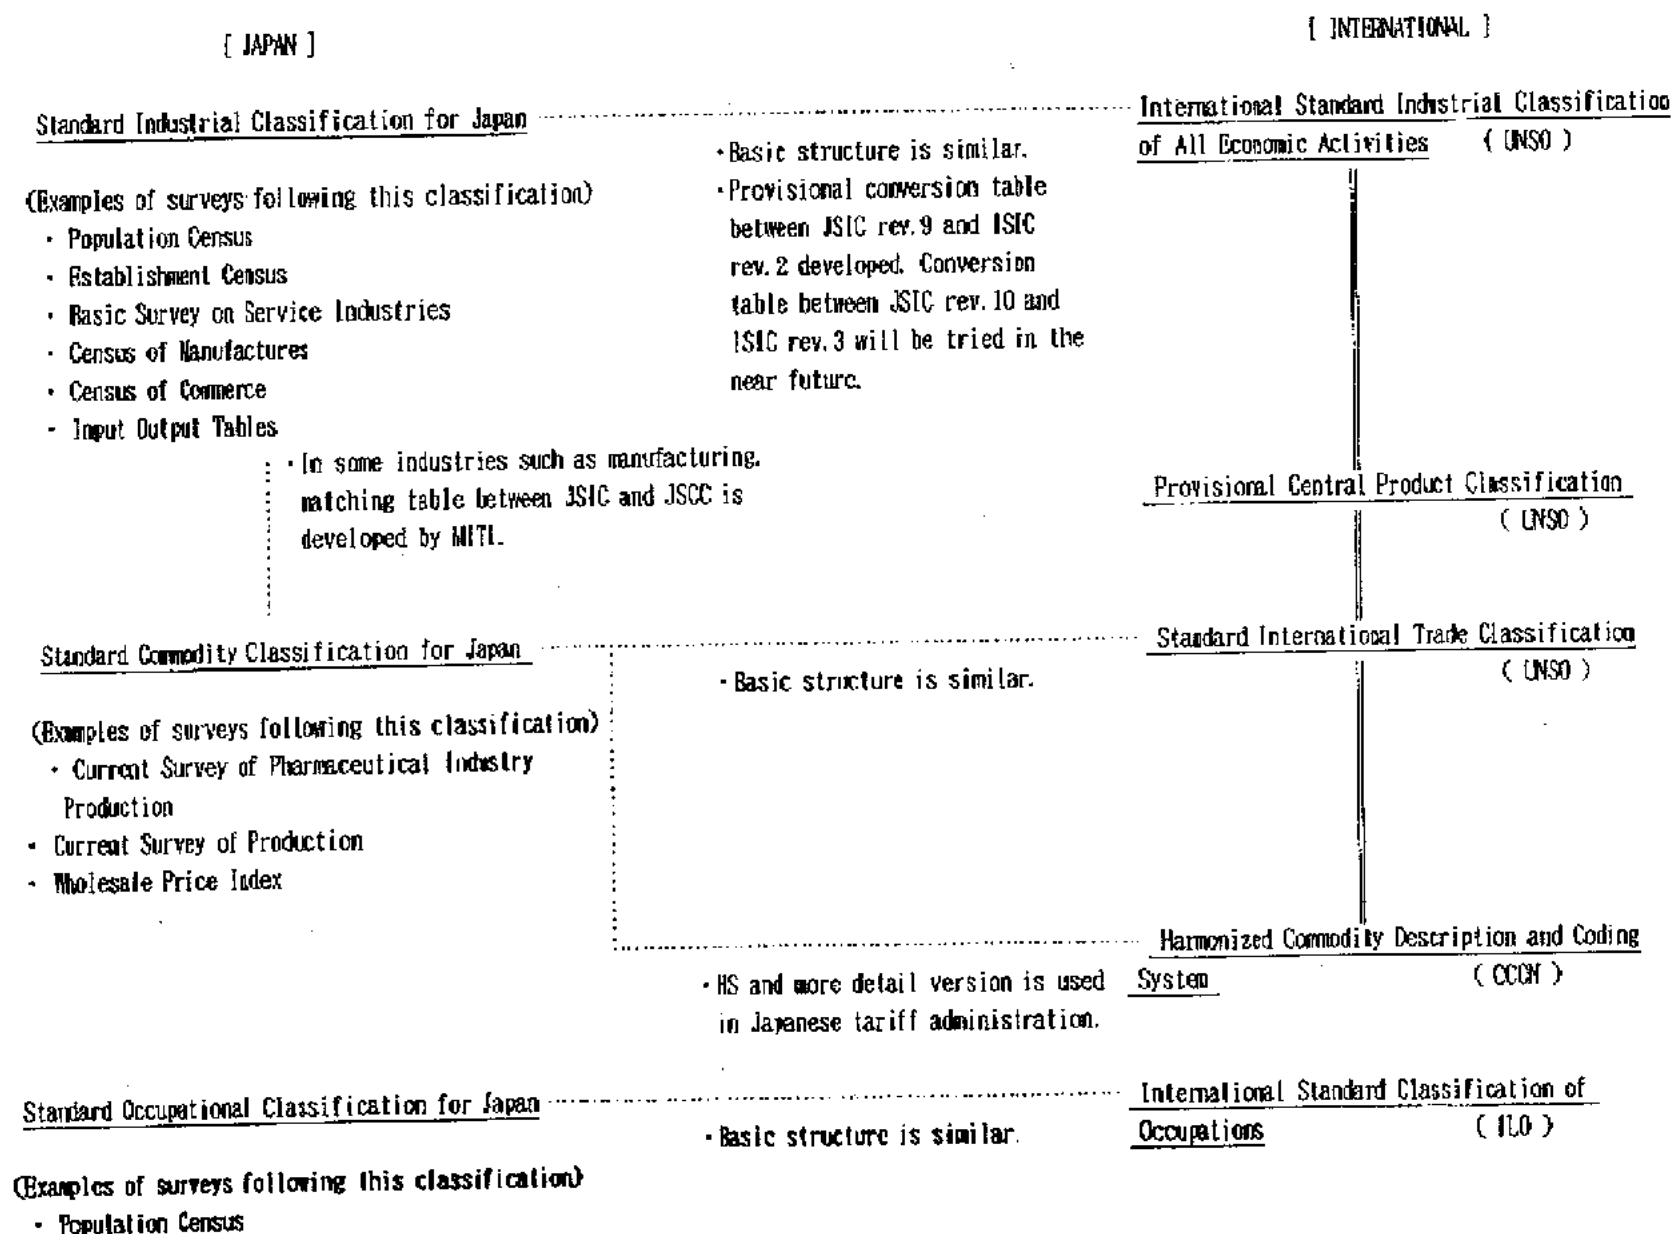 [ JAPAN ]
[ INTERNATIONAL ]
Standard Industrial Classification for Japan
International Standard Industrial Classification
of All Economic Activities ( UNSO )
(Examples of surveys following this classification)
· Population Census
· Establishment Census
· Basic Survey on Service Industries
· Census of Manufactures
· Census of Commerce
- Input Output Tables
· Basic structure is similar.
· Provisional conversion table
between JSIC rev. 9 and ISIC
rev. 2 developed. Conversion
table between JSIC rev. 10 and
ISIC rev. 3 will be tried in the
near future.
· In some industries such as manufacturing,
matching table between JSIC and JSCC is
developed by MITI.
Provisional Central Product Classification
( UNSO )
Standard Commodity Classification for Japan
Standard International Trade Classification
( UNSO )
· Basic structure is similar.
(Examples of surveys following this classification)
· Current Survey of Pharmaceutical Industry
Production
· Current Survey of Production
· Wholesale Price Index
Harmonized Commodity Description and Coding
System ( CCCN )
· HS and more detail version is used
in Japanese tariff administration.
Standard Occupational Classification for Japan
International Standard Classification of
Occupations ( ILO )
· Basic structure is similar.
(Examples of surveys following this classification)
· Population Census